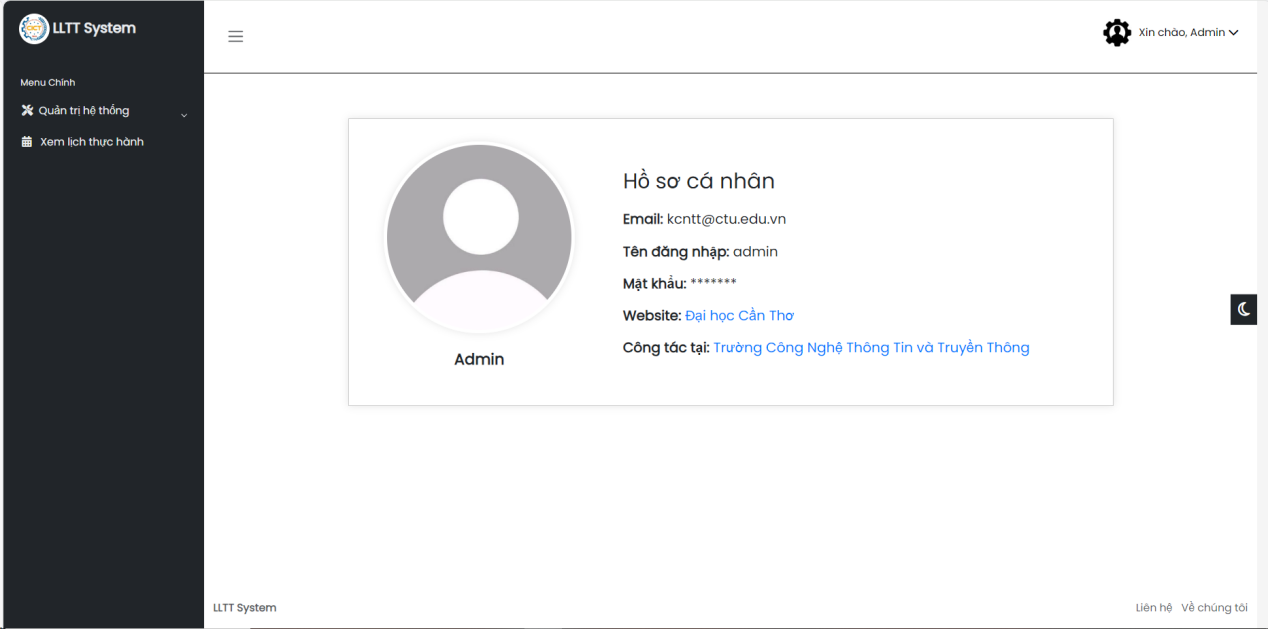 LLTT System
Xin chào, Admin
Menu Chính
Quản trị hệ thống
Xem lịch thực hành
Hồ sơ cá nhân
Email: kcntt@ctu.edu.vn
Tên đăng nhập: admin
Mật khẩu: *******
Website: Đại học Cần Thơ
Công tác tại: Trường Công Nghệ Thông Tin và Truyền Thông
Admin
LLTT System
Liên hệ Về chúng tôi